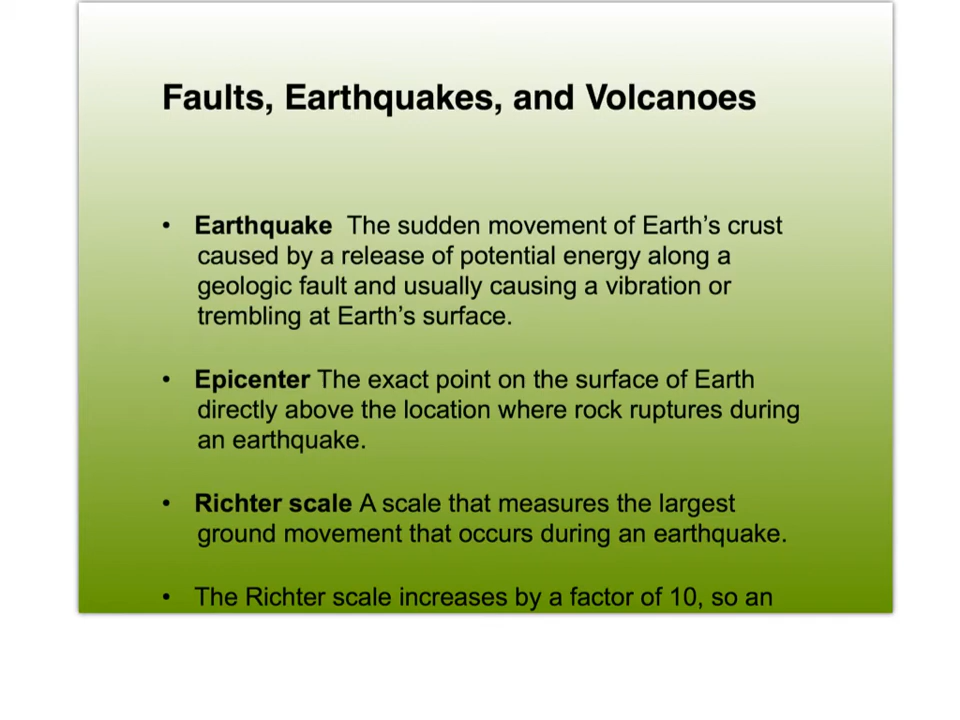 Faults, Earthquakes, and Volcanoes
• Earthquake  The sudden movement of Earth’s crust
caused by a release of potential energy along a
geologic fault and usually causing a vibration or
trembling at Earth’s surface.
• Epicenter The exact point on the surface of Earth
directly above the location where rock ruptures during
an earthquake.
• Richter scale A scale that measures the largest
ground movement that occurs during an earthquake.
• The Richter scale increases by a factor of 10, so an